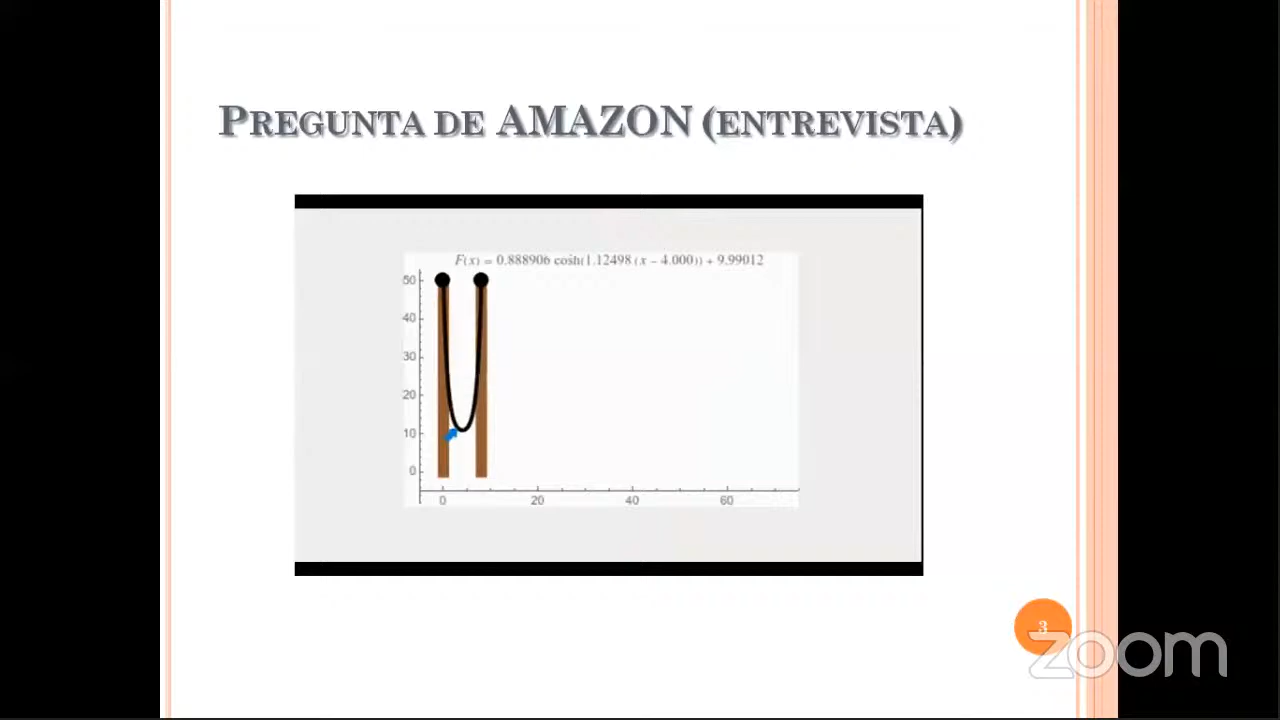 PREGUNTA DE AMAZON (ENTREVISTA)
F(x) = 0.888906 cosh(1.12498 (x − 4.000)) + 9.99012
50
40
30
20
10
0
0 20 40 60
3
zoom